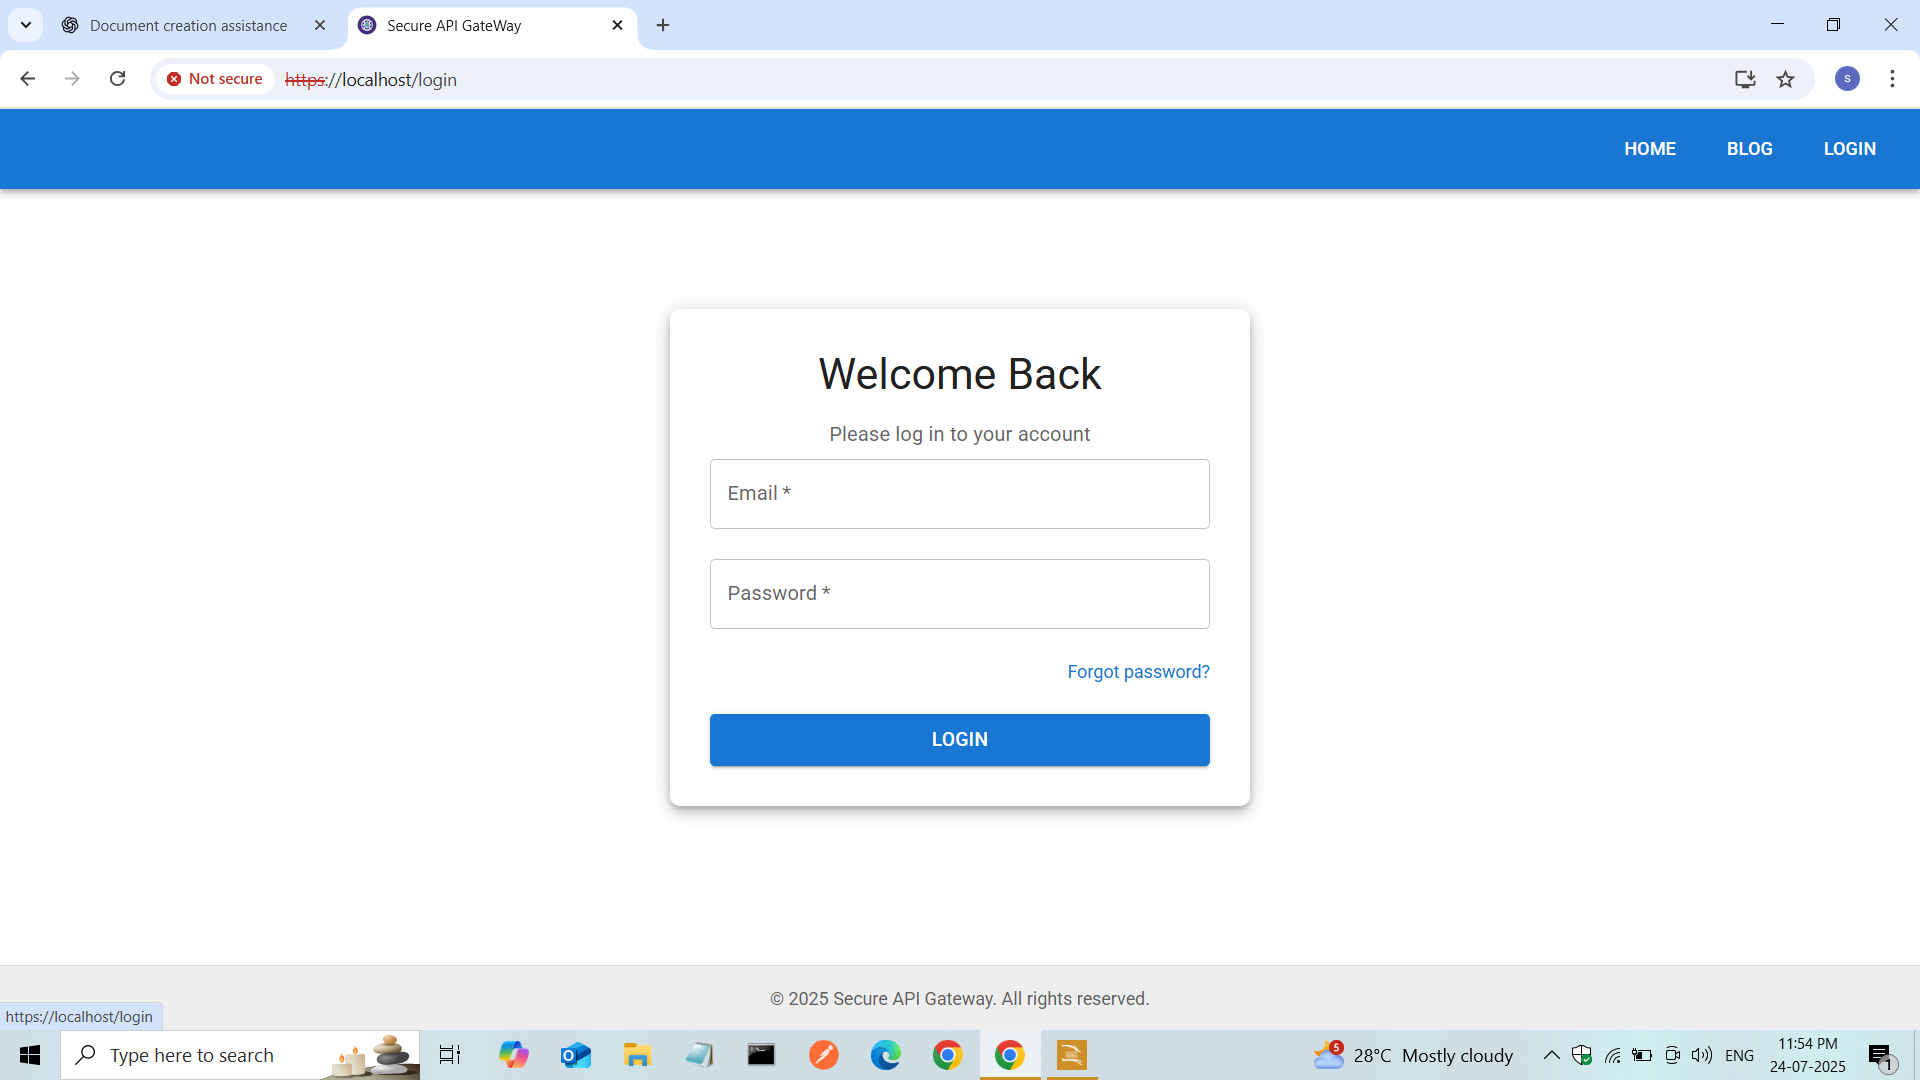 Document creation assistance
Secure API GateWay
Not secure
https://localhost/login
S
HOME
BLOG
LOGIN
Welcome Back
Please log in to your account
Email *
Password *
Forgot password?
LOGIN
© 2025 Secure API Gateway. All rights reserved.
https://localhost/login
Type here to search
5
28°C Mostly cloudy
ENG
11:54 PM
24-07-2025
1